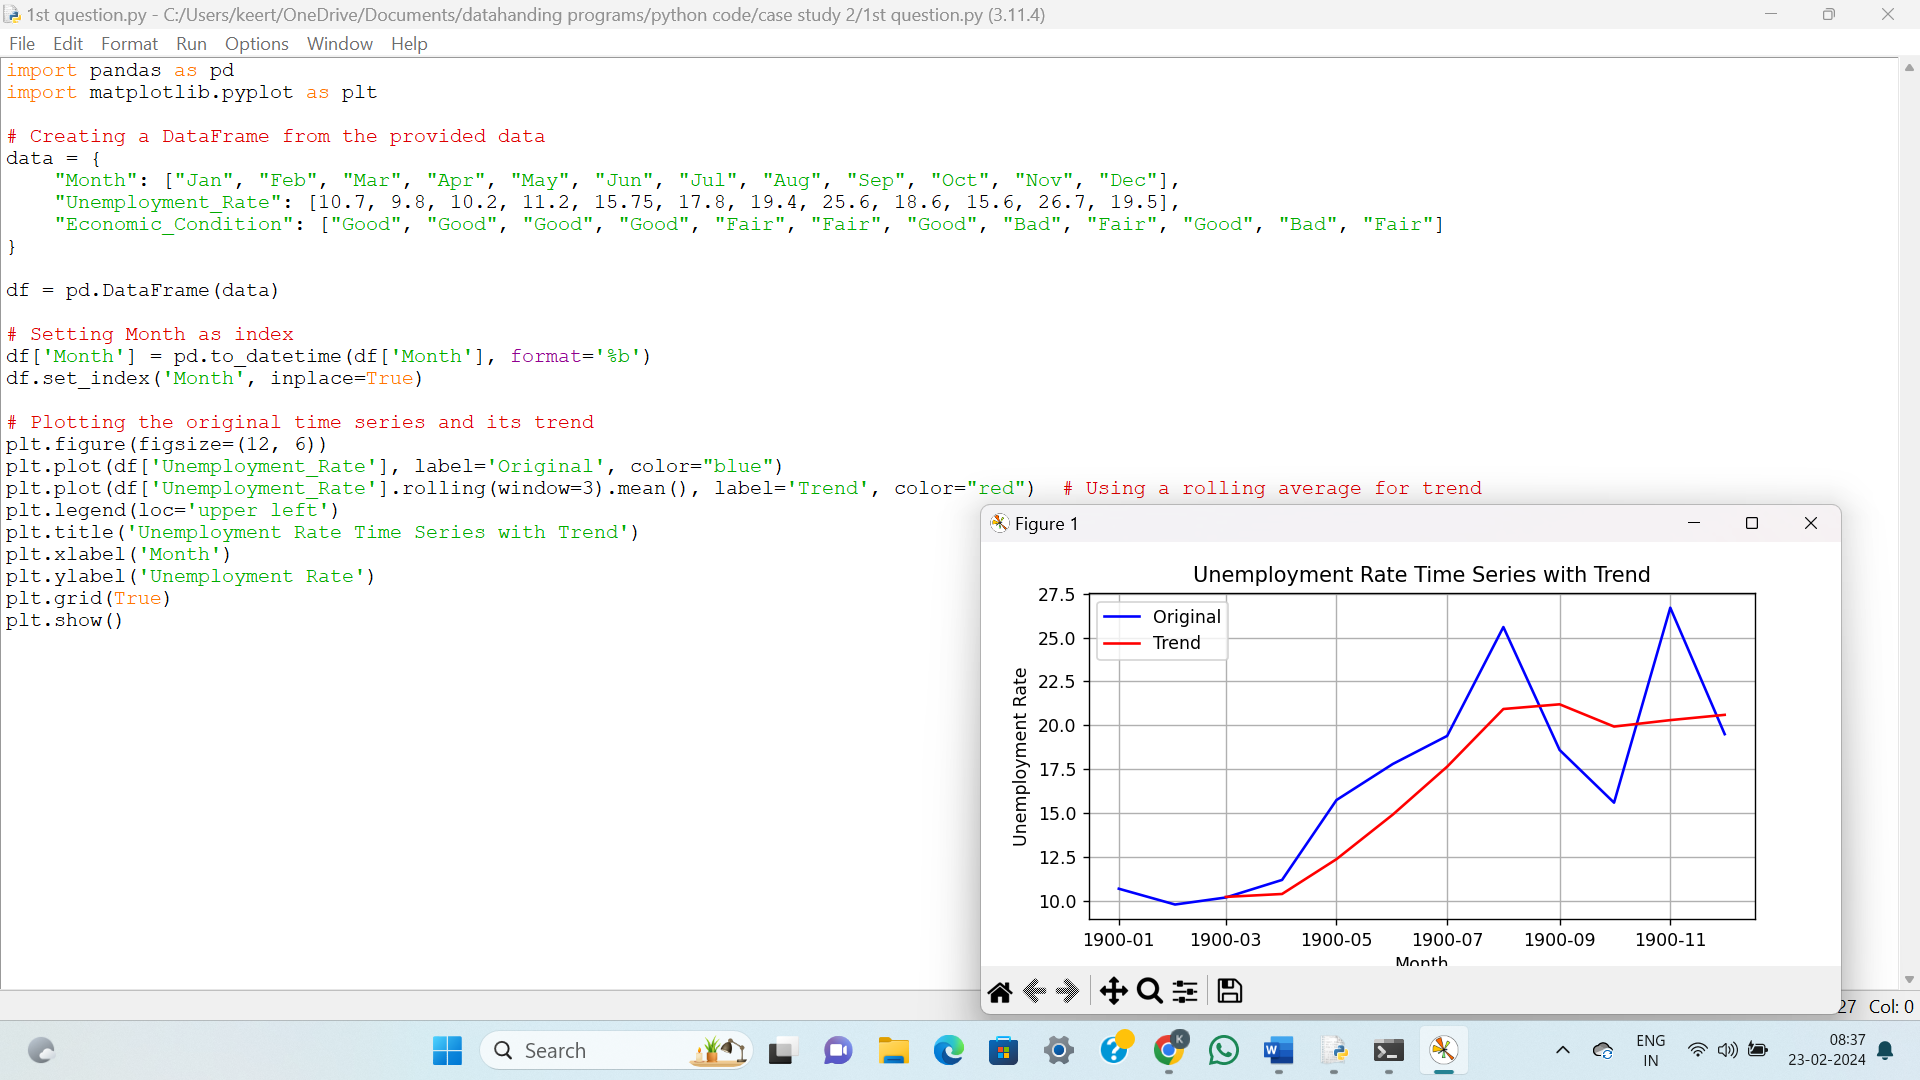 1st question.py - C:/Users/keert/OneDrive/Documents/datahanding programs/python code/case study 2/1st question.py (3.11.4)
File Edit Format Run Options Window Help
import pandas as pd
import matplotlib.pyplot as plt
# Creating a DataFrame from the provided data
data = {
    "Month": ["Jan", "Feb", "Mar", "Apr", "May", "Jun", "Jul", "Aug", "Sep", "Oct", "Nov", "Dec"],
    "Unemployment_Rate": [10.7, 9.8, 10.2, 11.2, 15.75, 17.8, 19.4, 25.6, 18.6, 15.6, 26.7, 19.5],
    "Economic_Condition": ["Good", "Good", "Good", "Good", "Fair", "Fair", "Good", "Bad", "Fair", "Good", "Bad", "Fair"]
}
df = pd.DataFrame(data)
# Setting Month as index
df['Month'] = pd.to_datetime(df['Month'], format='%b')
df.set_index('Month', inplace=True)
# Plotting the original time series and its trend
plt.figure(figsize=(12, 6))
plt.plot(df['Unemployment_Rate'], label='Original', color="blue")
plt.plot(df['Unemployment_Rate'].rolling(window=3).mean(), label='Trend', color="red")  # Using a rolling average for trend
plt.legend(loc='upper left')
plt.title('Unemployment Rate Time Series with Trend')
plt.xlabel('Month')
plt.ylabel('Unemployment Rate')
plt.grid(True)
plt.show()
Figure 1
Unemployment Rate Time Series with Trend
Original
Trend
Unemployment Rate
27.5
25.0
22.5
20.0
17.5
15.0
12.5
10.0
1900-01 1900-03 1900-05 1900-07 1900-09 1900-11
Month
27 Col: 0
Search
K
ENG
IN
08:37
23-02-2024